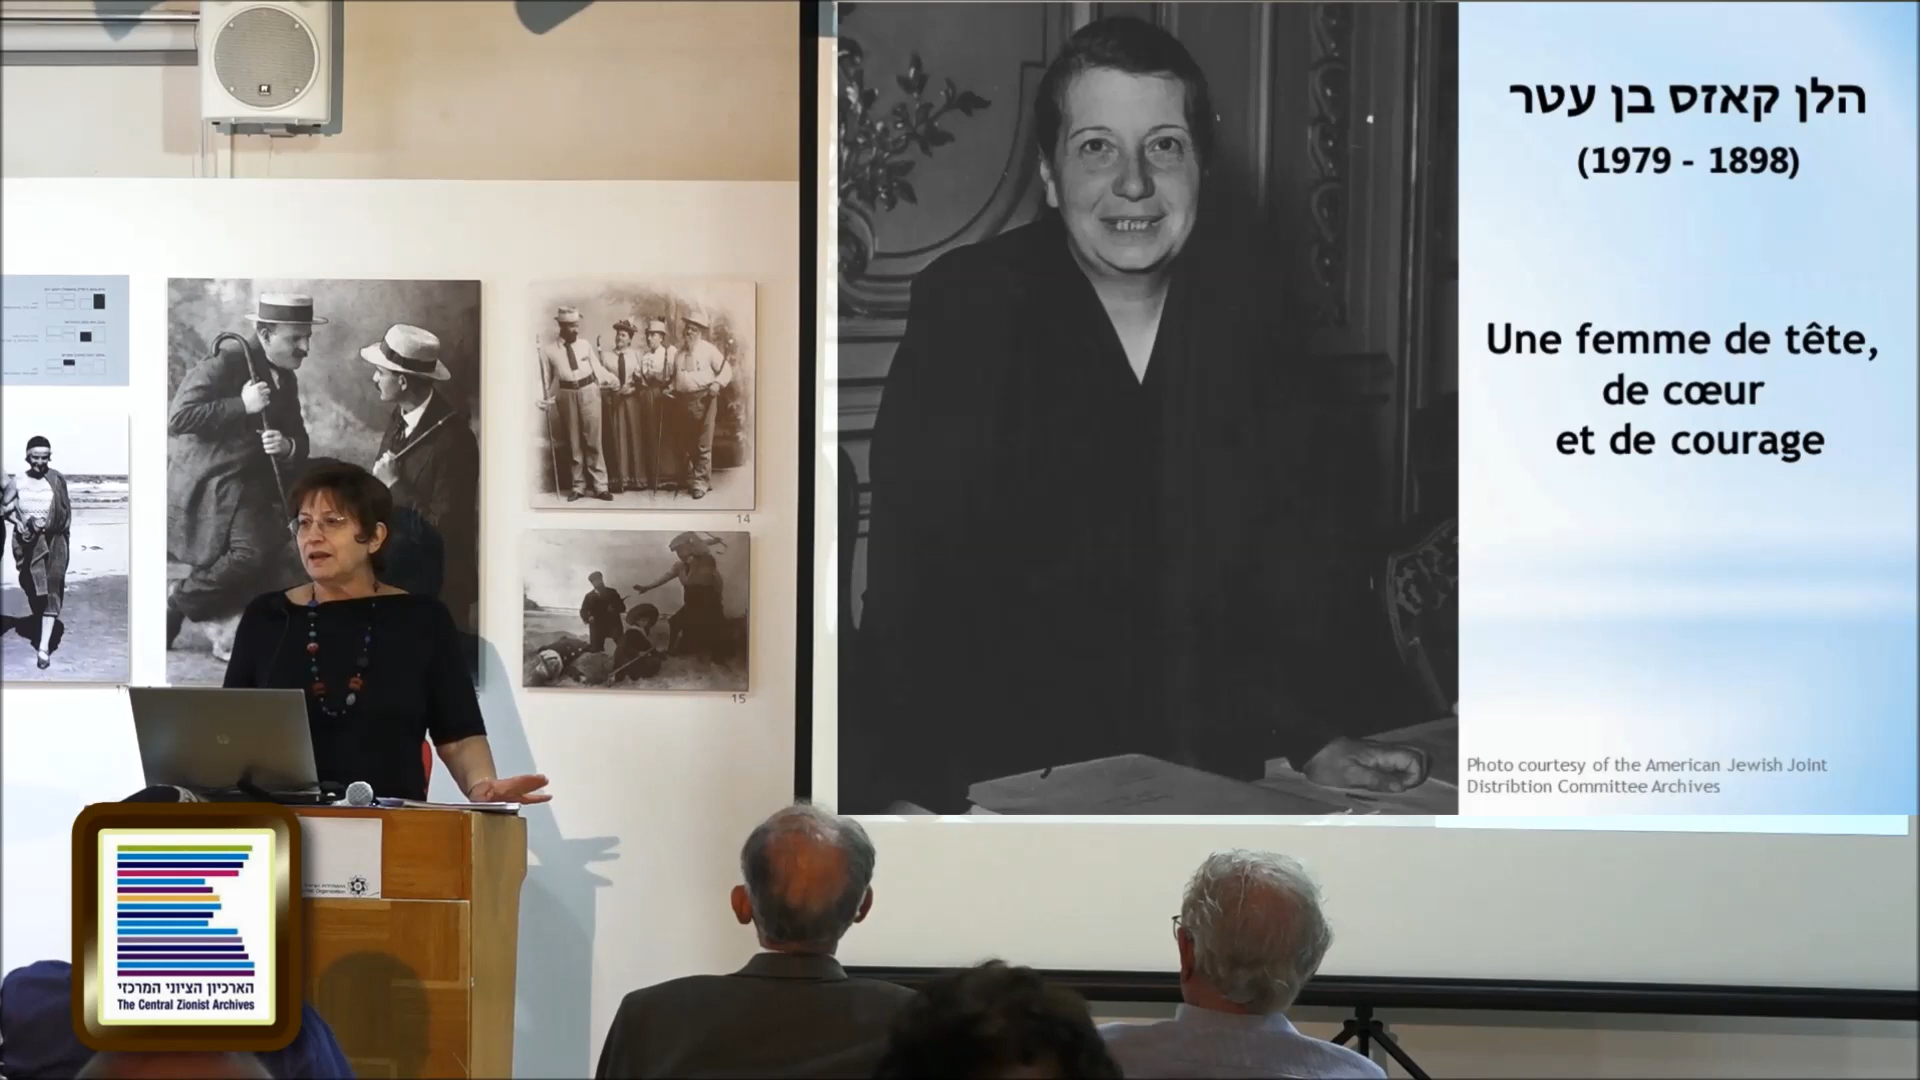 הלן קאזס בן עטר
(1979 - 1898)
Une femme de tête,
de cœur
et de courage
Photo courtesy of the American Jewish Joint
Distribtion Committee Archives
14
15
הארכיון הציוני המרכזי
The Central Zionist Archives